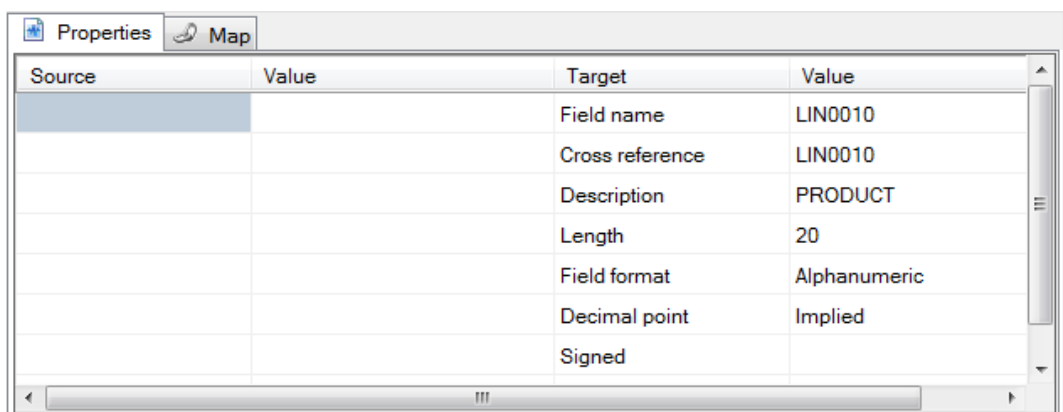 Properties Map
Source Value Target Value
Field name LIN0010
Cross reference LIN0010
Description PRODUCT
Length 20
Field format Alphanumeric
Decimal point Implied
Signed